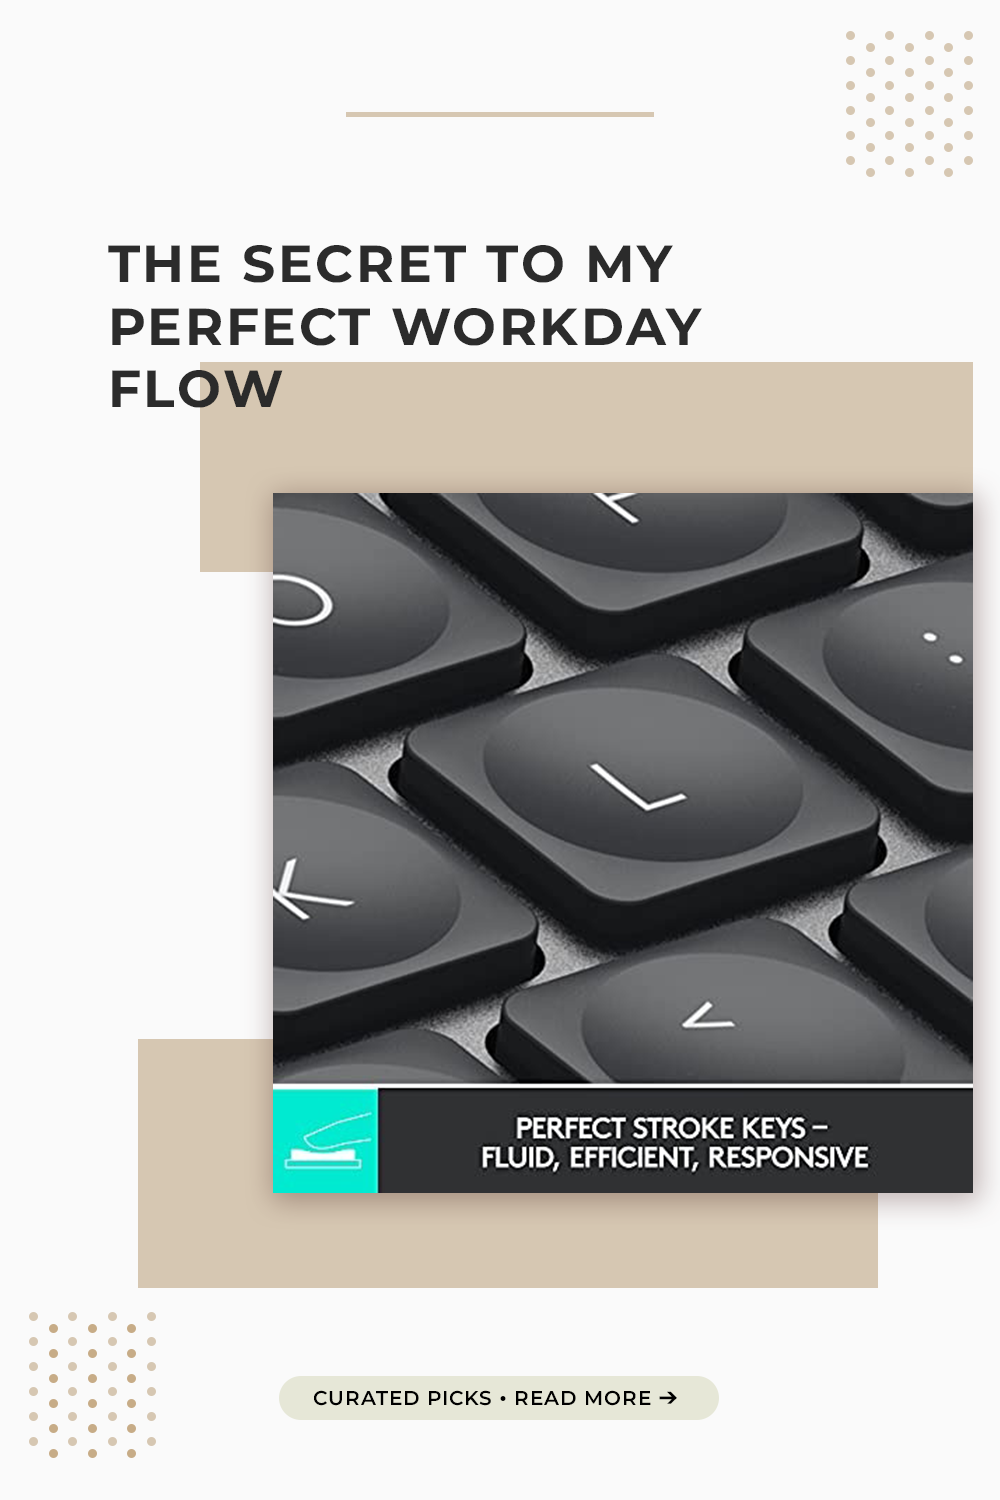 THE SECRET TO MY
PERFECT WORKDAY
FLOW
O
L
K
<
PERFECT STROKE KEYS –
FLUID, EFFICIENT, RESPONSIVE
CURATED PICKS • READ MORE →